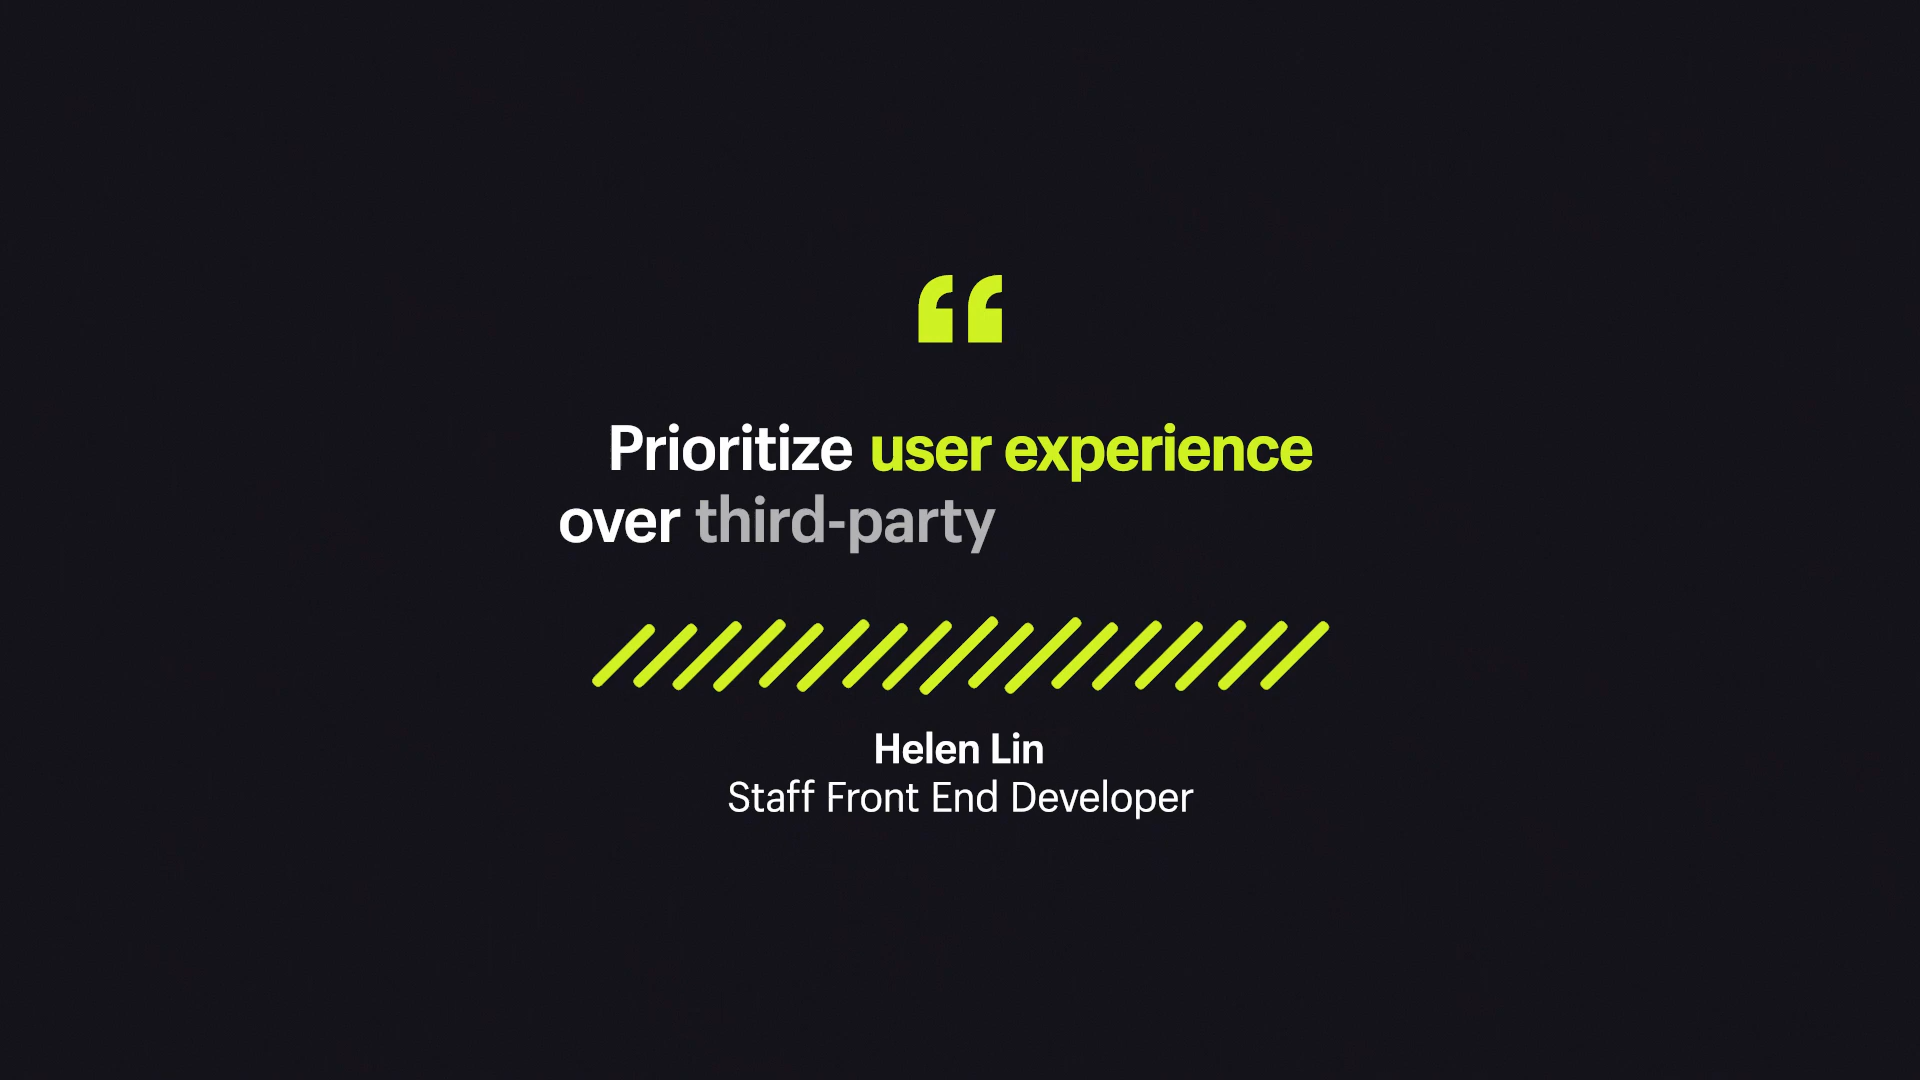 “
Prioritize user experience
over third-party
Helen Lin
Staff Front End Developer